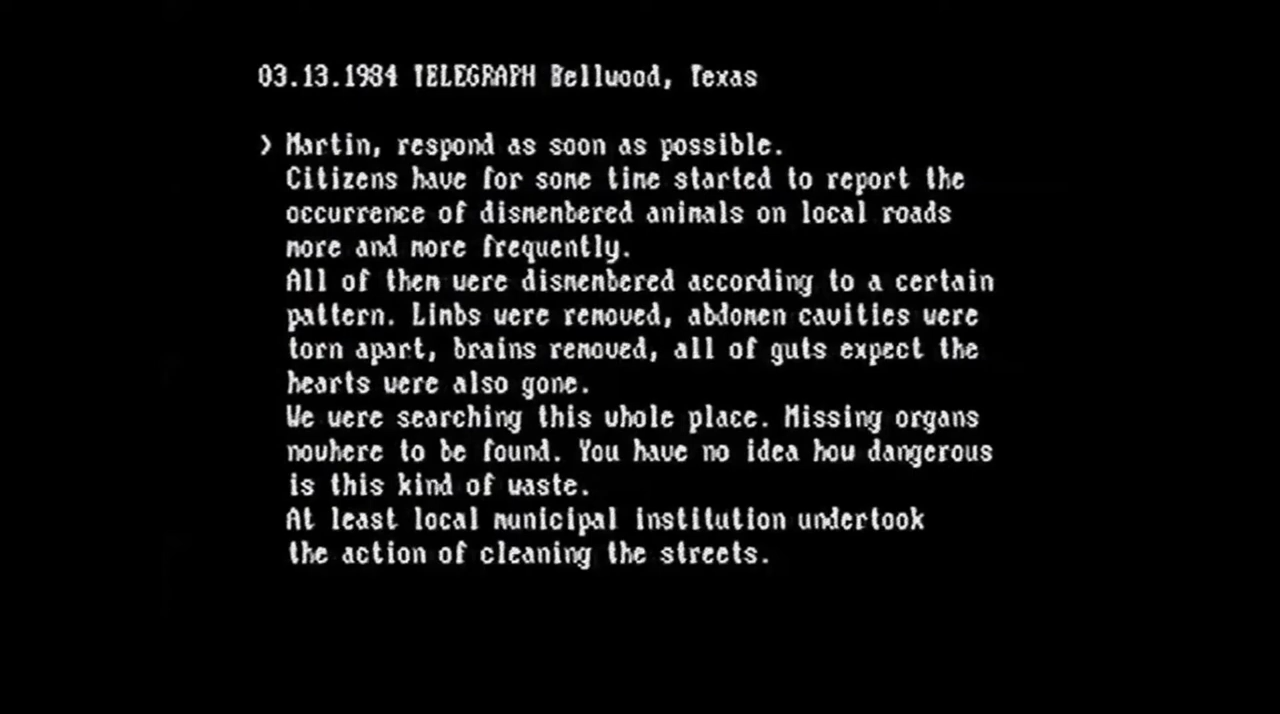 03.13.1984 TELEGRAPH Bellwood, Texas
❯ Martin, respond as soon as possible.
Citizens have for some time started to report the
occurrence of dismembered animals on local roads
more and more frequently.
All of them were dismembered according to a certain
pattern. Limbs were removed, abdomen cavities were
torn apart, brains removed, all of guts expect the
hearts were also gone.
We were searching this whole place. Missing organs
nowhere to be found. You have no idea how dangerous
is this kind of waste.
At least local municipal institution undertook
the action of cleaning the streets.